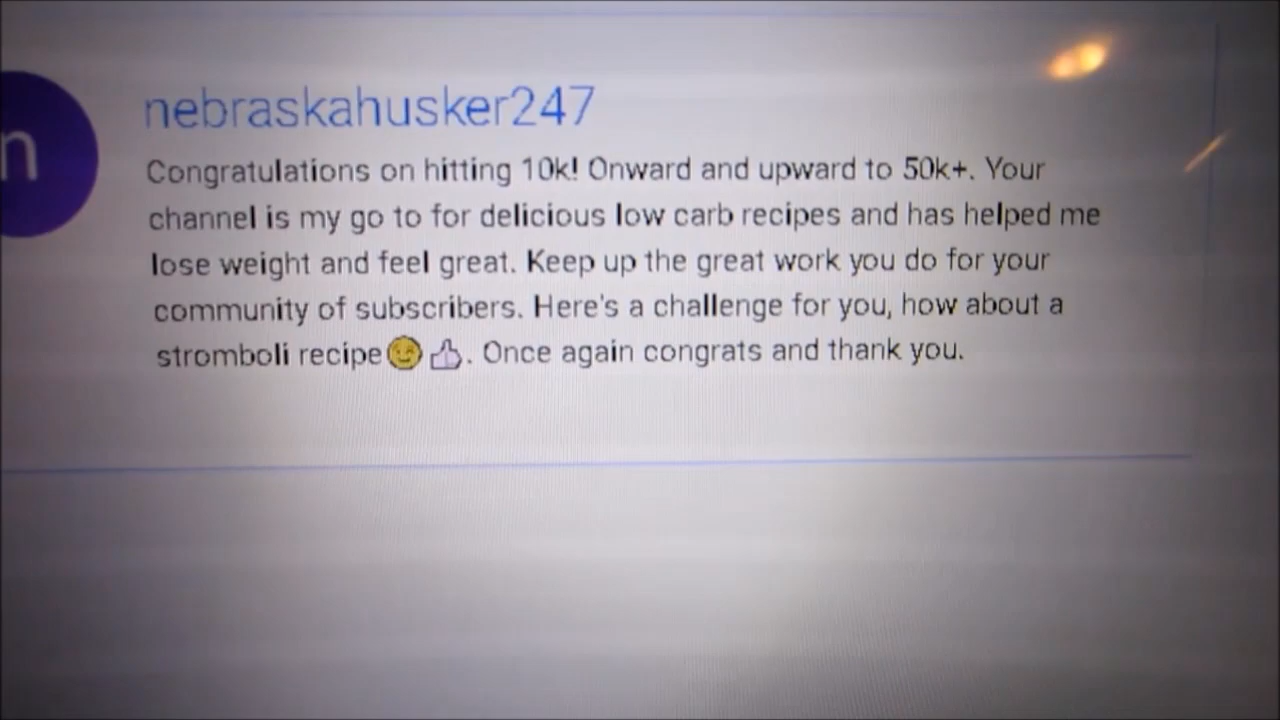 n
nebraskahusker247
Congratulations on hitting 10k! Onward and upward to 50k+. Your
channel is my go to for delicious low carb recipes and has helped me
lose weight and feel great. Keep up the great work you do for your
community of subscribers. Here's a challenge for you, how about a
stromboli recipe😉👍. Once again congrats and thank you.